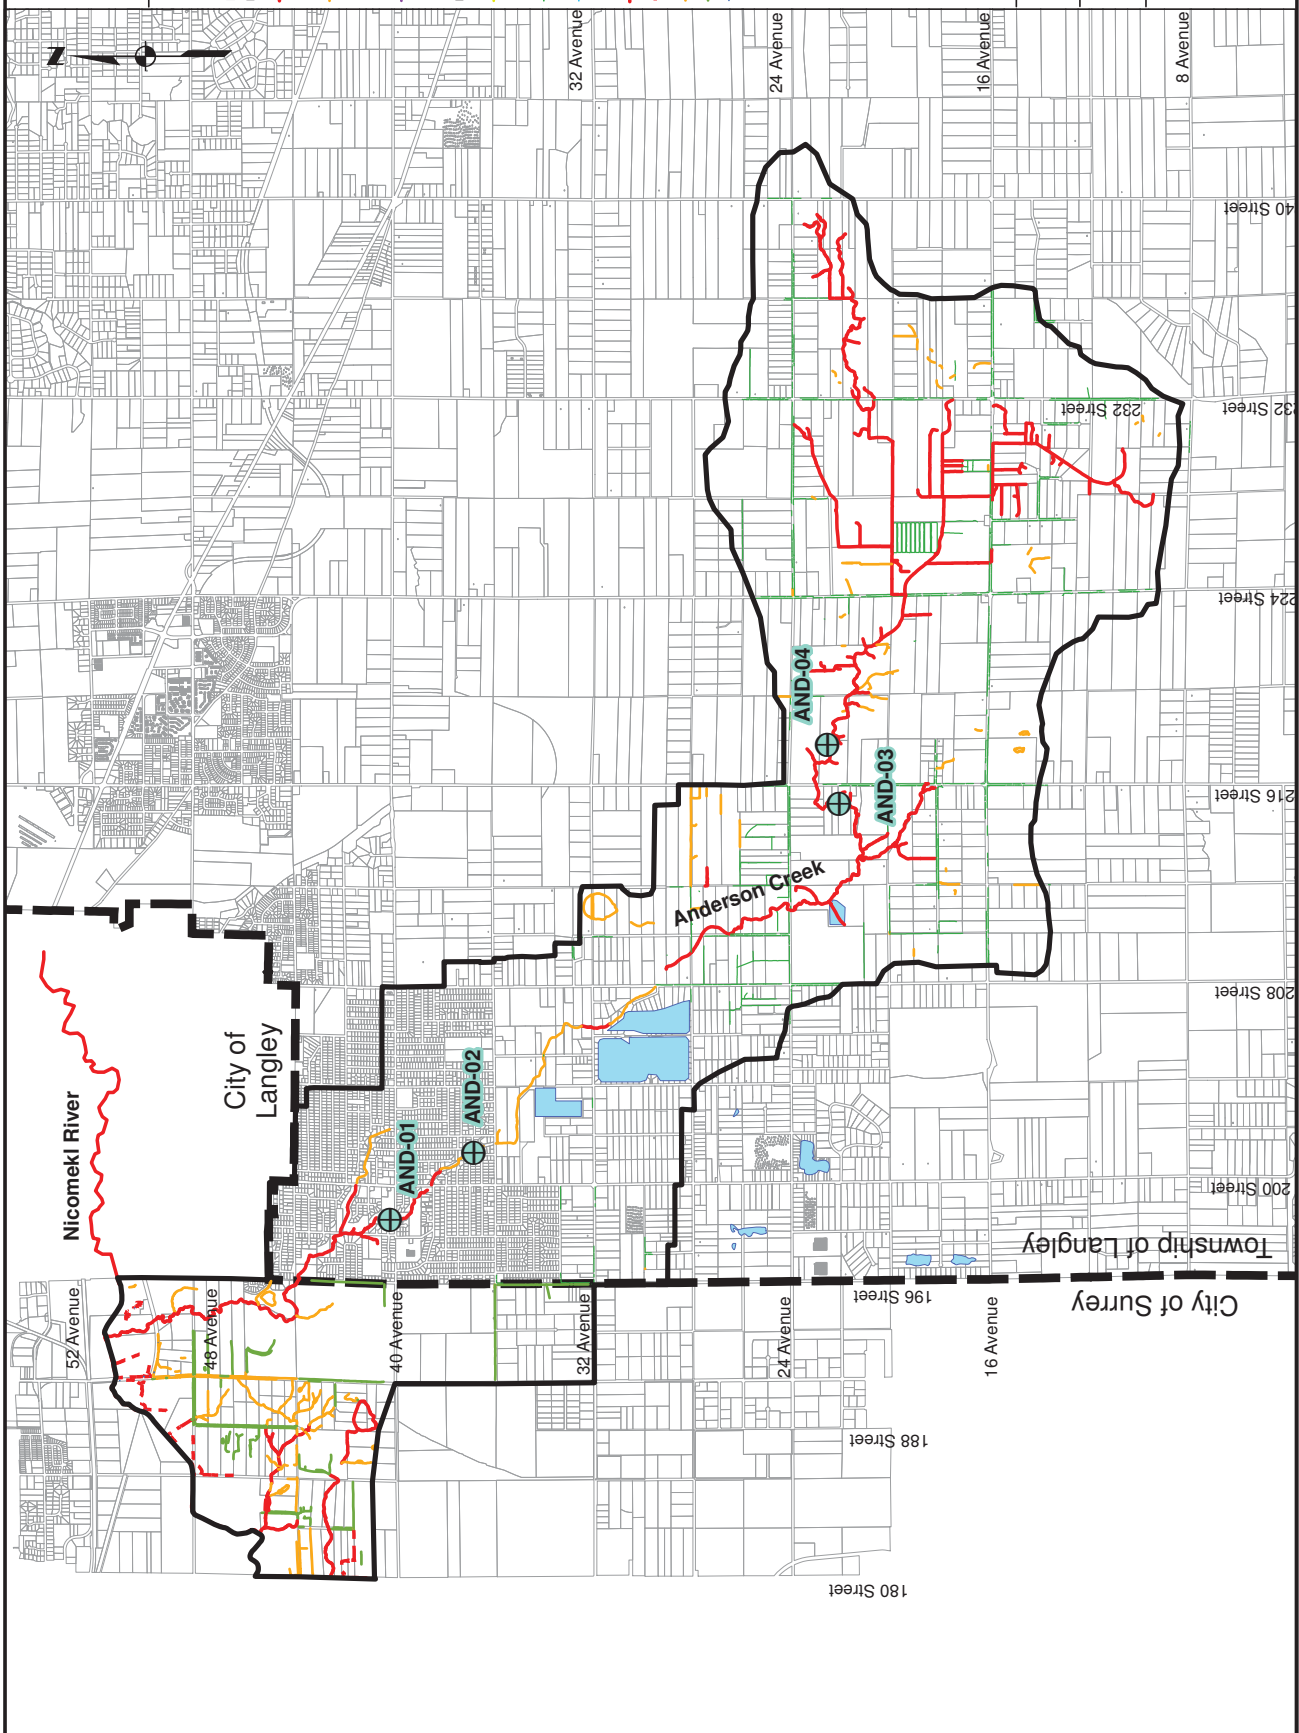 Z
32 Avenue
24 Avenue
16 Avenue
8 Avenue
40 Street
232 Street
232 Street
224 Street
AND-04
AND-03
216 Street
Anderson Creek
208 Street
City of
Langley
Nicomekl River
AND-02
AND-01
200 Street
Township of Langley
City of Surrey
196 Street
52 Avenue
48 Avenue
40 Avenue
32 Avenue
24 Avenue
16 Avenue
188 Street
180 Street